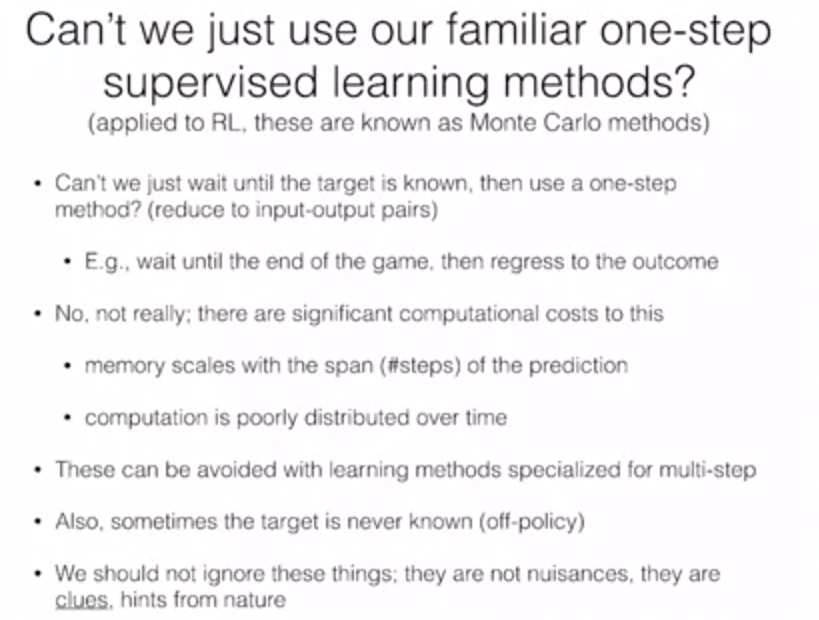 Can't we just use our familiar one-step
supervised learning methods?
(applied to RL, these are known as Monte Carlo methods)
• Can't we just wait until the target is known, then use a one-step
method? (reduce to input-output pairs)
• E.g., wait until the end of the game, then regress to the outcome
• No, not really; there are significant computational costs to this
• memory scales with the span (#steps) of the prediction
• computation is poorly distributed over time
• These can be avoided with learning methods specialized for multi-step
• Also, sometimes the target is never known (off-policy)
• We should not ignore these things; they are not nuisances, they are
clues, hints from nature